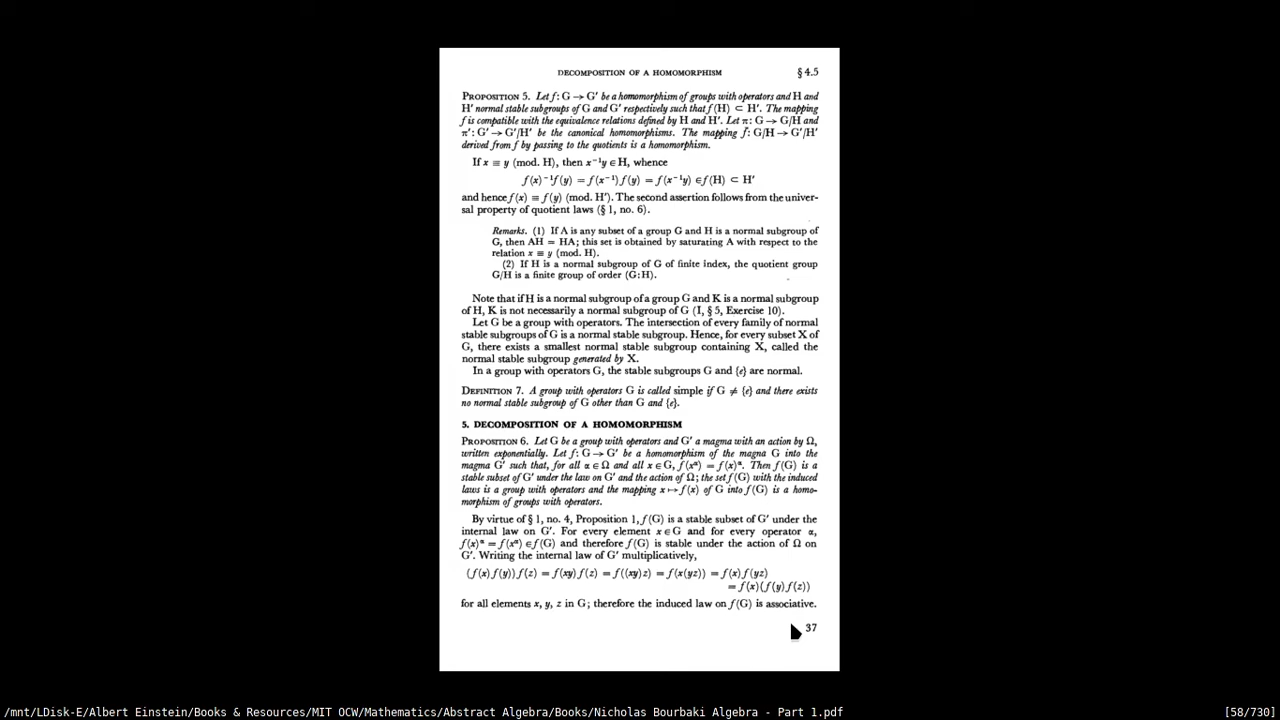 DECOMPOSITION OF A HOMOMORPHISM § 4.5
PROPOSITION 5. Let f: G → G′ be a homomorphism of groups with operators and H and
H′ normal stable subgroups of G and G′ respectively such that f(H) ⊂ H′. The mapping
f is compatible with the equivalence relations defined by H and H′. Let π: G → G/H and
π′: G′ → G′/H′ be the canonical homomorphisms. The mapping f: G/H → G′/H′
derived from f by passing to the quotients is a homomorphism.
If x ≡ y (mod. H), then x⁻¹y ∈ H, whence
f(x)⁻¹f(y) = f(x⁻¹)f(y) = f(x⁻¹y) ∈ f(H) ⊂ H′
and hence f(x) ≡ f(y) (mod. H′). The second assertion follows from the univer-
sal property of quotient laws (§ 1, no. 6).
Remarks. (1) If A is any subset of a group G and H is a normal subgroup of
G, then AH = HA; this set is obtained by saturating A with respect to the
relation x ≡ y (mod. H).
(2) If H is a normal subgroup of G of finite index, the quotient group
G/H is a finite group of order (G:H).
Note that if H is a normal subgroup of a group G and K is a normal subgroup
of H, K is not necessarily a normal subgroup of G (I, § 5, Exercise 10).
Let G be a group with operators. The intersection of every family of normal
stable subgroups of G is a normal stable subgroup. Hence, for every subset X of
G, there exists a smallest normal stable subgroup containing X, called the
normal stable subgroup generated by X.
In a group with operators G, the stable subgroups G and {e} are normal.
DEFINITION 7. A group with operators G is called simple if G ≠ {e} and there exists
no normal stable subgroup of G other than G and {e}.
5. DECOMPOSITION OF A HOMOMORPHISM
PROPOSITION 6. Let G be a group with operators and G′ a magma with an action by Ω,
written exponentially. Let f: G → G′ be a homomorphism of the magna G into the
magma G′ such that, for all α ∈ Ω and all x ∈ G, f(xᵅ) = f(x)ᵅ. Then f(G) is a
stable subset of G′ under the law on G′ and the action of Ω; the set f(G) with the induced
laws is a group with operators and the mapping x ↦ f(x) of G into f(G) is a homo-
morphism of groups with operators.
By virtue of § 1, no. 4, Proposition 1, f(G) is a stable subset of G′ under the
internal law on G′. For every element x ∈ G and for every operator α,
f(x)ᵅ = f(xᵅ) ∈ f(G) and therefore f(G) is stable under the action of Ω on
G′. Writing the internal law of G′ multiplicatively,
(f(x)f(y))f(z) = f(xy)f(z) = f((xy)z) = f(x(yz)) = f(x)f(yz)
= f(x)(f(y)f(z))
for all elements x, y, z in G; therefore the induced law on f(G) is associative.
37
/mnt/LDisk-E/Albert Einstein/Books & Resources/MIT OCW/Mathematics/Abstract Algebra/Books/Nicholas Bourbaki Algebra - Part 1.pdf [58/730]